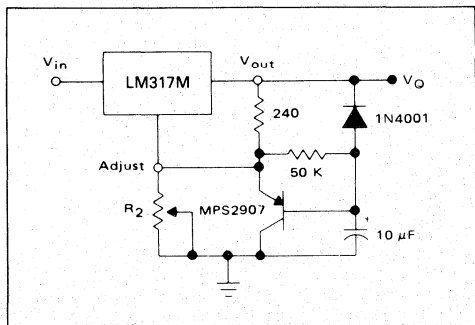 Vin
LM317M
Vout
VO
240
1N4001
Adjust
50 K
R2
MPS2907
+
10 μF